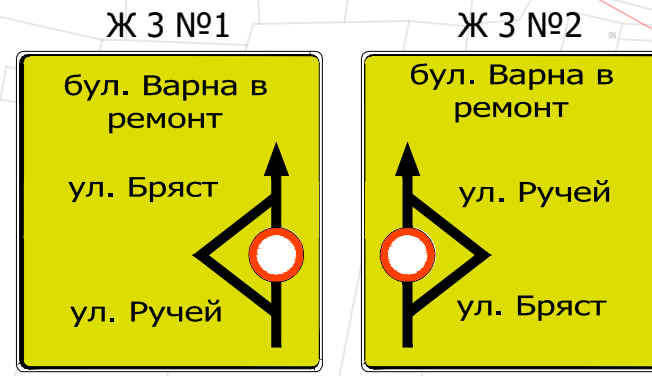 Ж 3 №1
бул. Варна в
ремонт
ул. Бряст
ул. Ручей
Ж 3 №2
бул. Варна в
ремонт
ул. Ручей
ул. Бряст